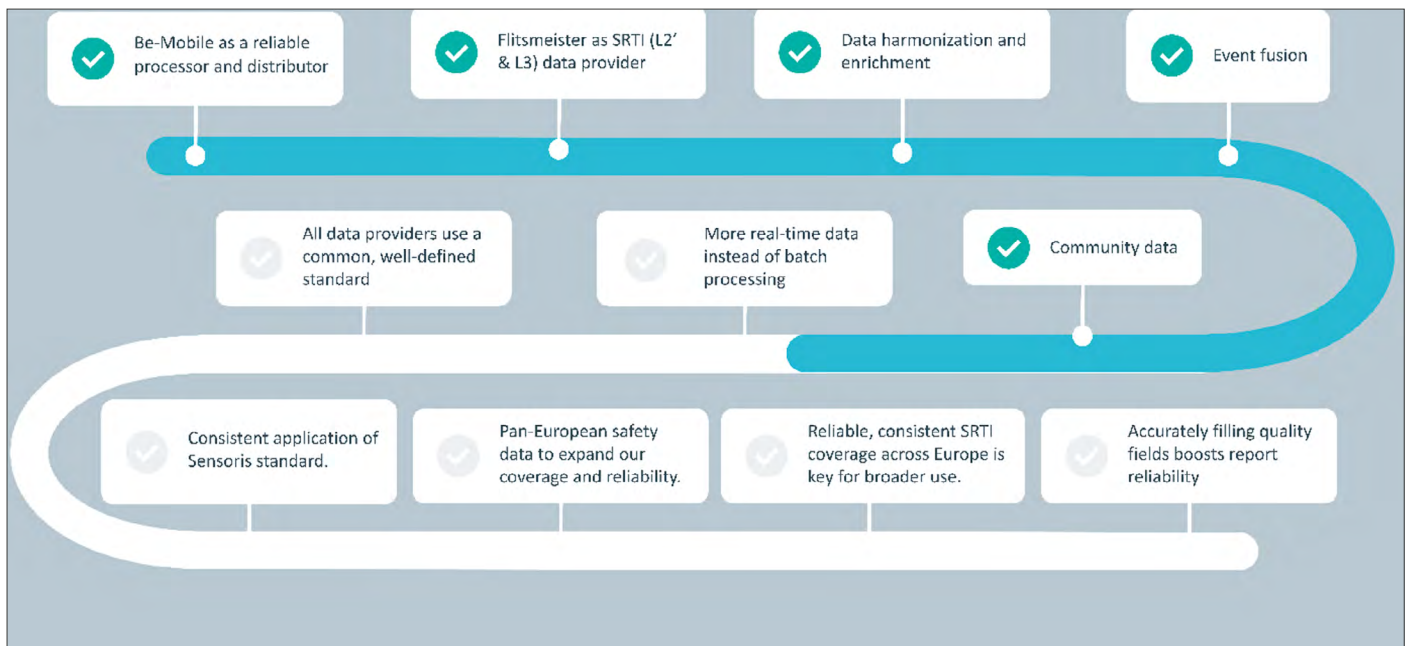 Be-Mobile as a reliable
processor and distributor
Flitsmeister as SRTI (L2’
& L3) data provider
Data harmonization and
enrichment
Event fusion
All data providers use a
common, well-defined
standard
More real-time data
instead of batch
processing
Community data
Consistent application of
Sensoris standard.
Pan-European safety
data to expand our
coverage and reliability.
Reliable, consistent SRTI
coverage across Europe is
key for broader use.
Accurately filling quality
fields boosts report
reliability